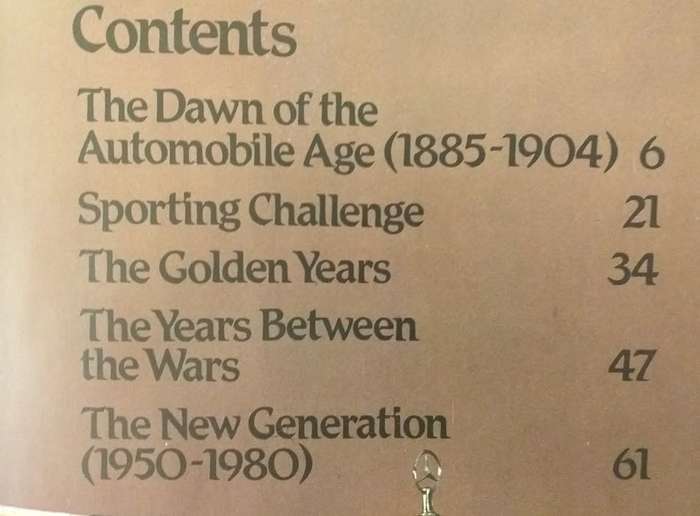 Contents
The Dawn of the
Automobile Age (1885-1904) 6
Sporting Challenge 21
The Golden Years 34
The Years Between
the Wars 47
The New Generation
(1950-1980) 61